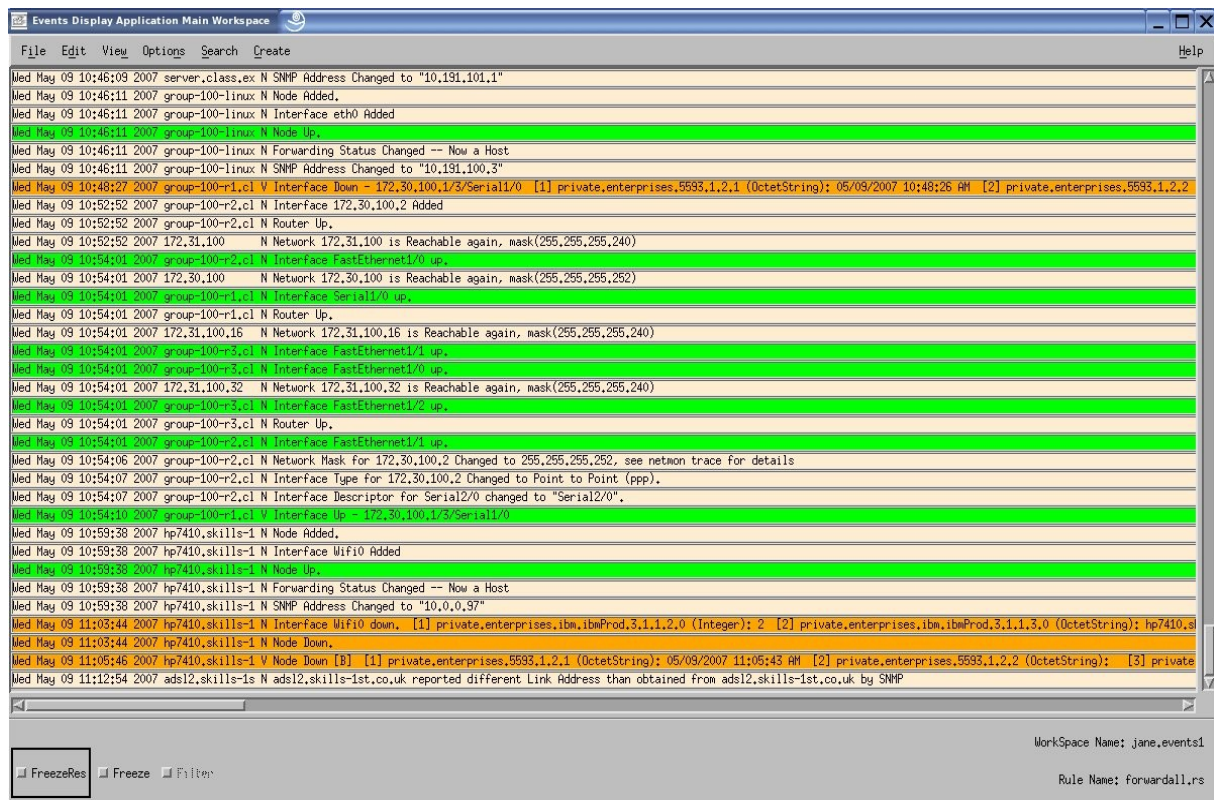 Events Display Application Main Workspace
File Edit View Options Search Create Help
Wed May 09 10:46:09 2007 server.class.ex N SNMP Address Changed to "10.191.101.1"
Wed May 09 10:46:11 2007 group-100-linux N Node Added.
Wed May 09 10:46:11 2007 group-100-linux N Interface eth0 Added
Wed May 09 10:46:11 2007 group-100-linux N Node Up.
Wed May 09 10:46:11 2007 group-100-linux N Forwarding Status Changed -- Now a Host
Wed May 09 10:46:11 2007 group-100-linux N SNMP Address Changed to "10.191.100.3"
Wed May 09 10:48:27 2007 group-100-r1.cl V Interface Down - 172.30.100.1/3/Serial1/0 [1] private.enterprises.5593.1.2.1 (OctetString): 05/09/2007 10:48:26 AM [2] private.enterprises.5593.1.2.2
Wed May 09 10:52:52 2007 group-100-r2.cl N Interface 172.30.100.2 Added
Wed May 09 10:52:52 2007 group-100-r2.cl N Router Up.
Wed May 09 10:52:52 2007 172.31.100 N Network 172.31.100 is Reachable again, mask(255.255.255.240)
Wed May 09 10:54:01 2007 group-100-r2.cl N Interface FastEthernet1/0 up.
Wed May 09 10:54:01 2007 172.30.100 N Network 172.30.100 is Reachable again, mask(255.255.255.252)
Wed May 09 10:54:01 2007 group-100-r1.cl N Interface Serial1/0 up.
Wed May 09 10:54:01 2007 group-100-r1.cl N Router Up.
Wed May 09 10:54:01 2007 172.31.100.16 N Network 172.31.100.16 is Reachable again, mask(255.255.255.240)
Wed May 09 10:54:01 2007 group-100-r3.cl N Interface FastEthernet1/1 up.
Wed May 09 10:54:01 2007 group-100-r3.cl N Interface FastEthernet1/0 up.
Wed May 09 10:54:01 2007 172.31.100.32 N Network 172.31.100.32 is Reachable again, mask(255.255.255.240)
Wed May 09 10:54:01 2007 group-100-r3.cl N Interface FastEthernet1/2 up.
Wed May 09 10:54:01 2007 group-100-r3.cl N Router Up.
Wed May 09 10:54:01 2007 group-100-r2.cl N Interface FastEthernet1/1 up.
Wed May 09 10:54:06 2007 group-100-r2.cl N Network Mask for 172.30.100.2 Changed to 255.255.255.252, see netmon trace for details
Wed May 09 10:54:07 2007 group-100-r2.cl N Interface Type for 172.30.100.2 Changed to Point to Point (ppp).
Wed May 09 10:54:07 2007 group-100-r2.cl N Interface Descriptor for Serial2/0 changed to "Serial2/0".
Wed May 09 10:54:10 2007 group-100-r1.cl V Interface Up - 172.30.100.1/3/Serial1/0
Wed May 09 10:59:38 2007 hp7410.skills-1 N Node Added.
Wed May 09 10:59:38 2007 hp7410.skills-1 N Interface Wifi0 Added
Wed May 09 10:59:38 2007 hp7410.skills-1 N Node Up.
Wed May 09 10:59:38 2007 hp7410.skills-1 N Forwarding Status Changed -- Now a Host
Wed May 09 10:59:38 2007 hp7410.skills-1 N SNMP Address Changed to "10.0.0.97"
Wed May 09 11:03:44 2007 hp7410.skills-1 N Interface Wifi0 down. [1] private.enterprises.ibm.ibmProd.3.1.1.2.0 (Integer): 2 [2] private.enterprises.ibm.ibmProd.3.1.1.3.0 (OctetString): hp7410.sk
Wed May 09 11:03:44 2007 hp7410.skills-1 N Node Down.
Wed May 09 11:05:46 2007 hp7410.skills-1 V Node Down [B] [1] private.enterprises.5593.1.2.1 (OctetString): 05/09/2007 11:05:43 AM [2] private.enterprises.5593.1.2.2 (OctetString): [3] private
Wed May 09 11:12:54 2007 adsl2.skills-1s N adsl2.skills-1st.co.uk reported different Link Address than obtained from adsl2.skills-1st.co.uk by SNMP
WorkSpace Name: jane.events1
FreezeRes Freeze Filter
Rule Name: forwardall.rs